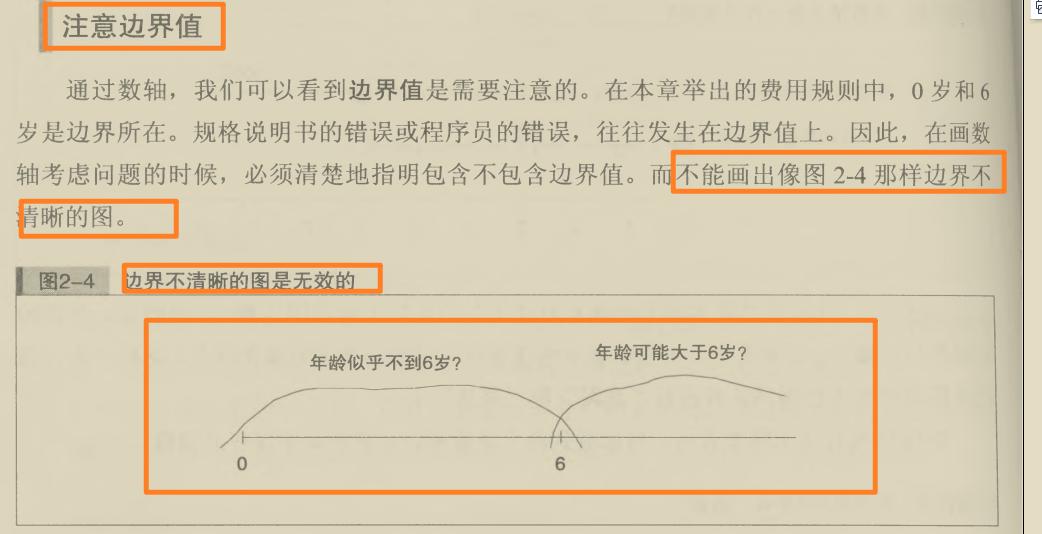 注意边界值
通过数轴，我们可以看到边界值是需要注意的。在本章举出的费用规则中，0 岁和 6
岁是边界所在。规格说明书的错误或程序员的错误，往往发生在边界值上。因此，在画数
轴考虑问题的时候，必须清楚地指明包含不包含边界值。而不能画出像图 2-4 那样边界不
清晰的图。
图2-4 边界不清晰的图是无效的
年龄似乎不到6岁? 年龄可能大于6岁?
0 6